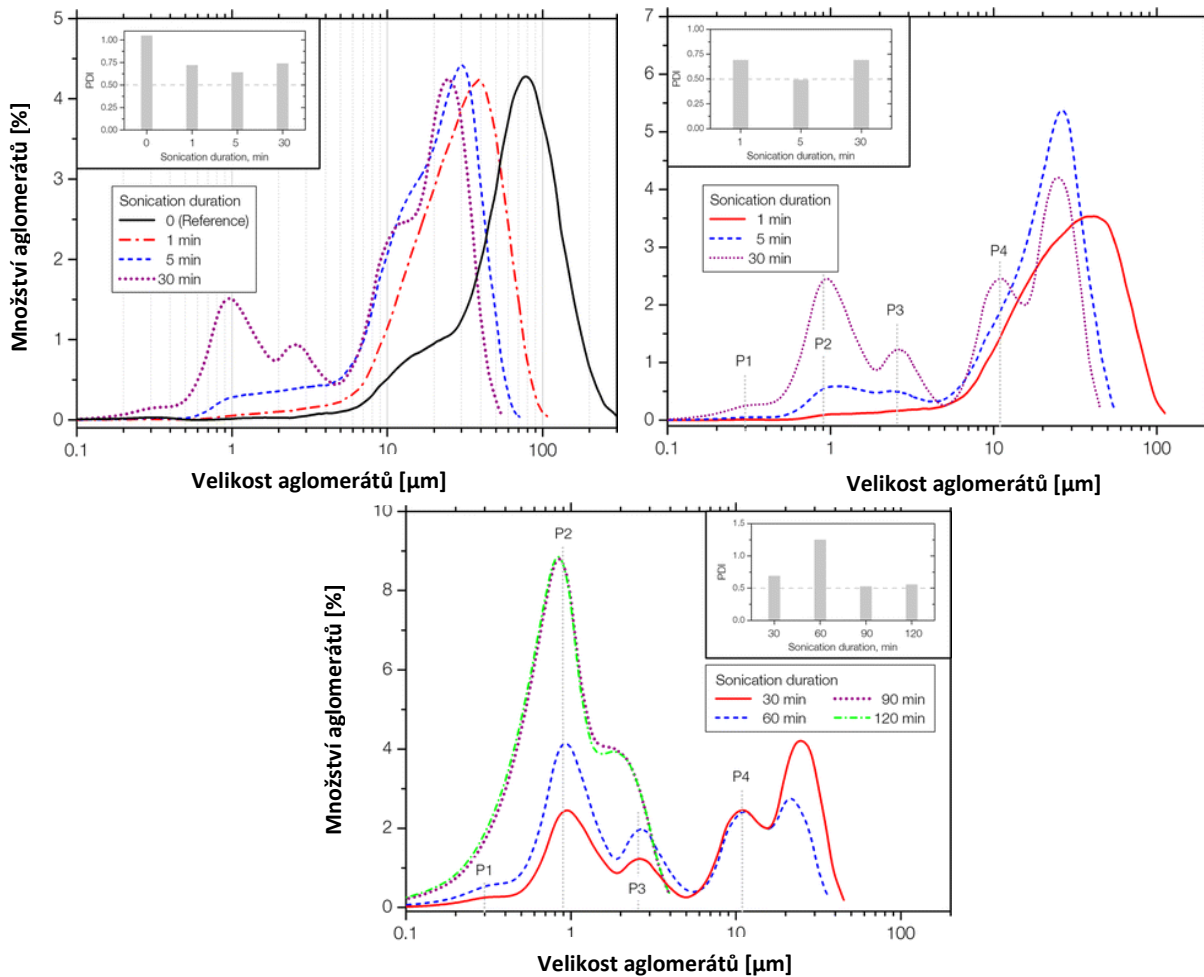 Množství aglomerátů [%]
5
4
3
2
1
0
0.1
1
10
100
Velikost aglomerátů [µm]
PDI
1.00
0.75
0.50
0.25
0.0
0
1
5
30
Sonication duration, min
Sonication duration
0 (Reference)
1 min
5 min
30 min
Množství aglomerátů [%]
7
6
5
4
3
2
1
0
0.1
1
10
100
Velikost aglomerátů [µm]
PDI
1.00
0.75
0.50
0.25
0.0
1
5
30
Sonication duration, min
Sonication duration
1 min
5 min
30 min
P1
P2
P3
P4
Množství aglomerátů [%]
10
8
6
4
2
0
0.1
1
10
100
Velikost aglomerátů [µm]
PDI
1.5
1.0
0.5
0.0
30
60
90
120
Sonication duration, min
Sonication duration
30 min
90 min
60 min
120 min
P1
P2
P3
P4